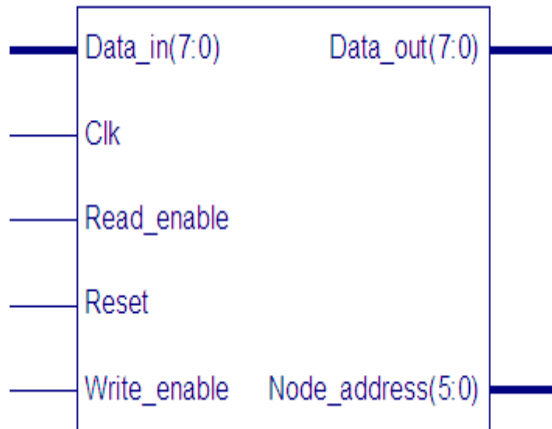 Data_in(7:0) Data_out(7:0)
Clk
Read_enable
Reset
Write_enable Node_address(5:0)